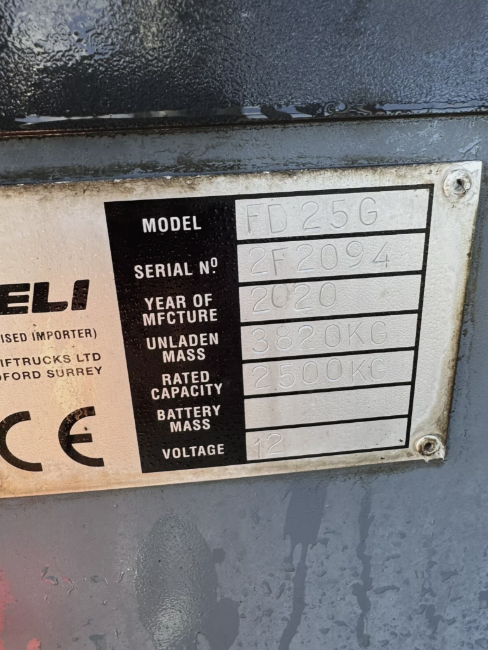 MODEL FD25G
SERIAL Nº 2F2094
YEAR OF MFCTURE 2020
UNLADEN MASS 3820KG
RATED CAPACITY 2500KG
BATTERY MASS
VOLTAGE 12
ELI
ISED IMPORTER)
IFTRUCKS LTD
FORD SURREY
CE